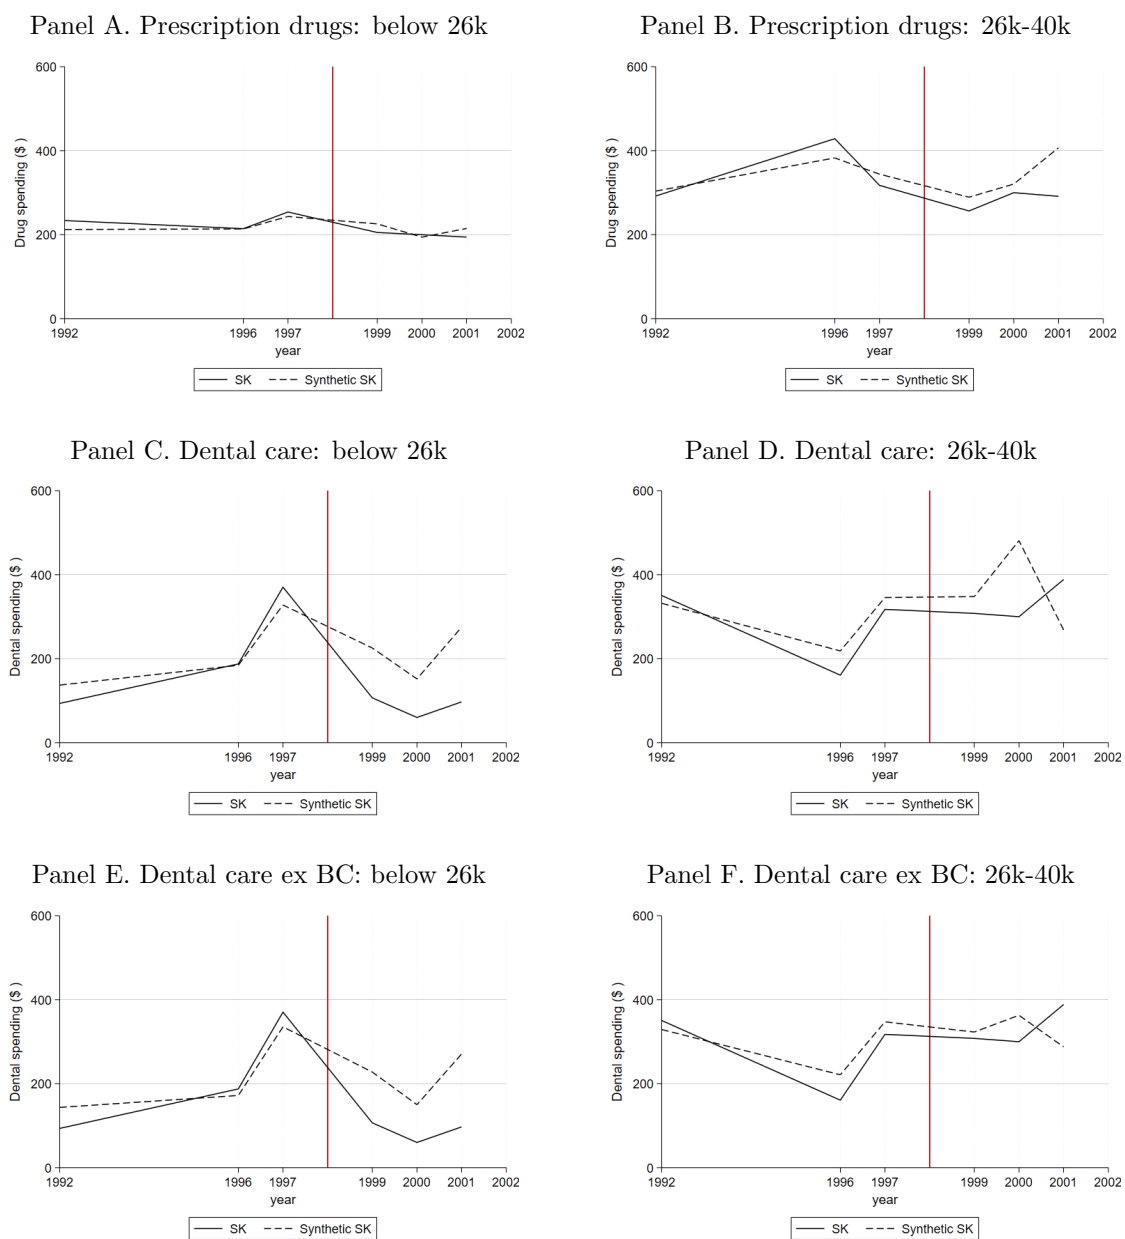 Panel A. Prescription drugs: below 26k
600
400
200
0
Drug spending ($ )
1992 1996 1997 1999 2000 2001 2002
year
SK Synthetic SK
Panel B. Prescription drugs: 26k-40k
600
400
200
0
Drug spending ($ )
1992 1996 1997 1999 2000 2001 2002
year
SK Synthetic SK
Panel C. Dental care: below 26k
600
400
200
0
Dental spending ($ )
1992 1996 1997 1999 2000 2001 2002
year
SK Synthetic SK
Panel D. Dental care: 26k-40k
600
400
200
0
Dental spending ($ )
1992 1996 1997 1999 2000 2001 2002
year
SK Synthetic SK
Panel E. Dental care ex BC: below 26k
600
400
200
0
Dental spending ($ )
1992 1996 1997 1999 2000 2001 2002
year
SK Synthetic SK
Panel F. Dental care ex BC: 26k-40k
600
400
200
0
Dental spending ($ )
1992 1996 1997 1999 2000 2001 2002
year
SK Synthetic SK